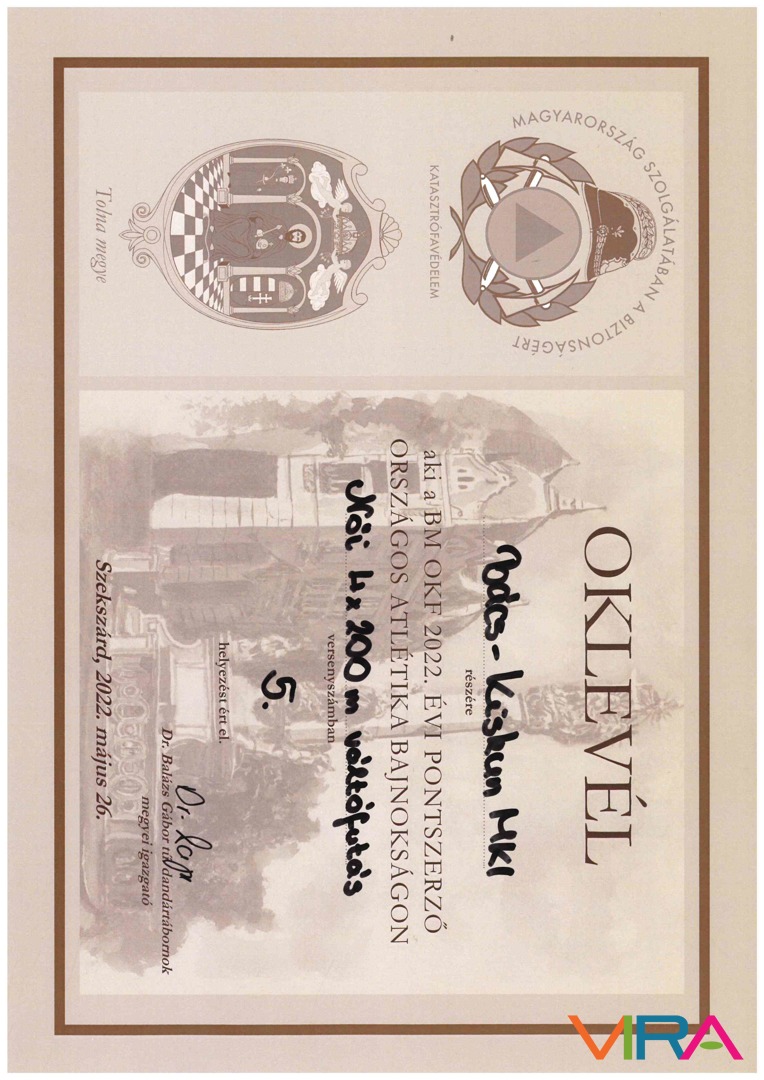 MAGYARORSZÁG SZOLGÁLATÁBAN A BIZTONSÁGÉRT
KATASZTRÓFAVÉDELEM
Tolna megye
OKLEVÉL
Bács-Kiskun MKI
részére
aki a BM OKF 2022. ÉVI PONTSZERZŐ
ORSZÁGOS ATLÉTIKA BAJNOKSÁGON
Női 4x200 m váltófutás
versenyszámban
5.
helyezést ért el.
Dr. Balázs Gábor tű. dandártábornok
megyei igazgató
Szekszárd, 2022. május 26.
VIRA